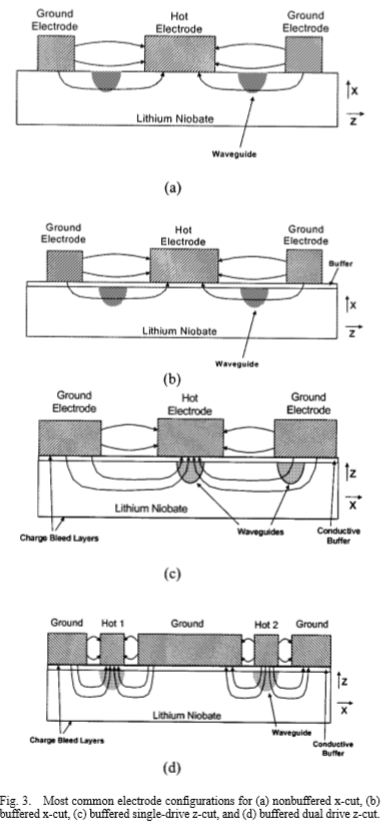 Ground Electrode
Hot Electrode
Ground Electrode
X
Z
Lithium Niobate
Waveguide
(a)
Ground Electrode
Hot Electrode
Ground Electrode
Buffer
X
Z
Lithium Niobate
Waveguide
(b)
Ground Electrode
Hot Electrode
Ground Electrode
Z
X
Lithium Niobate
Waveguides
Charge Bleed Layers
Conductive Buffer
(c)
Ground Hot 1 Ground Hot 2 Ground
Z
X
Lithium Niobate
Waveguide
Charge Bleed Layers
Conductive Buffer
(d)
Fig. 3. Most common electrode configurations for (a) nonbuffered x-cut, (b)
buffered x-cut, (c) buffered single-drive z-cut, and (d) buffered dual drive z-cut.